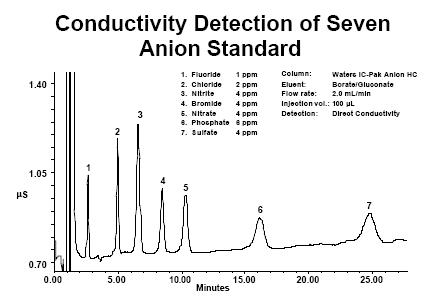 Conductivity Detection of Seven
Anion Standard
1. Fluoride 1 ppm
2. Chloride 2 ppm
3. Nitrite 4 ppm
4. Bromide 4 ppm
5. Nitrate 4 ppm
6. Phosphate 6 ppm
7. Sulfate 4 ppm
Column: Waters IC-Pak Anion HC
Eluent: Borate/Gluconate
Flow rate: 2.0 mL/min
Injection vol.: 100 µL
Detection: Direct Conductivity
1.40
1.05
µS
0.70
1
2
3
4
5
6
7
0.00 5.00 10.00 15.00 20.00 25.00
Minutes